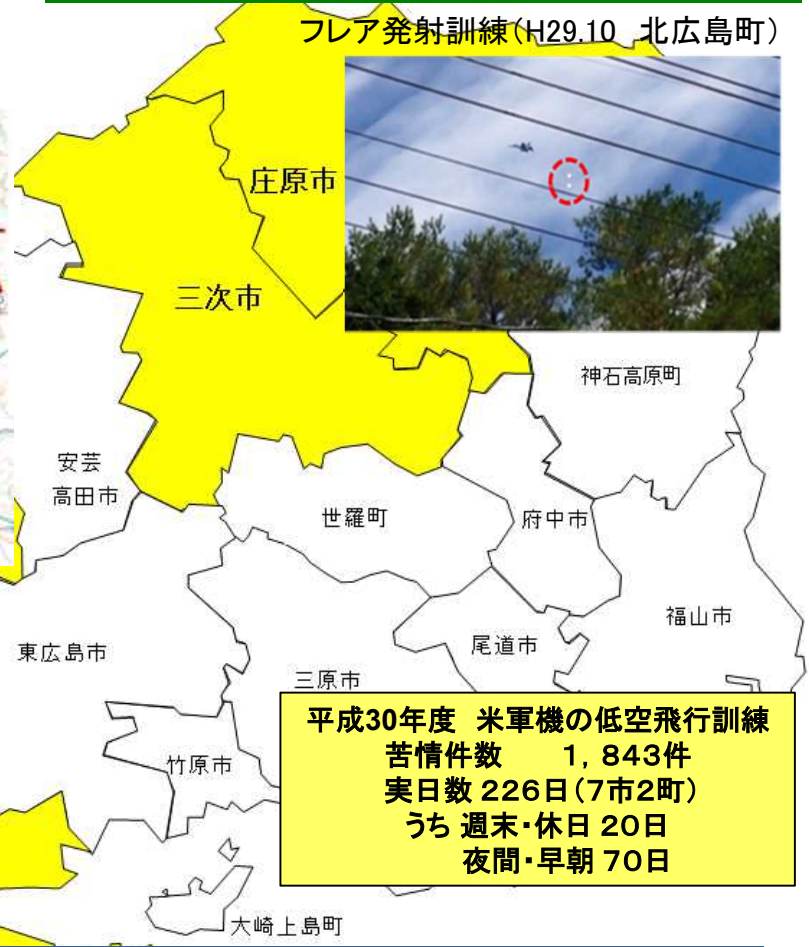 フレア発射訓練(H29.10 北広島町)
庄原市
三次市
神石高原町
安芸
高田市
世羅町
府中市
福山市
尾道市
東広島市
三原市
竹原市
平成30年度 米軍機の低空飛行訓練
苦情件数 1,843件
実日数 226日(7市2町)
うち 週末・休日 20日
夜間・早朝 70日
大崎上島町